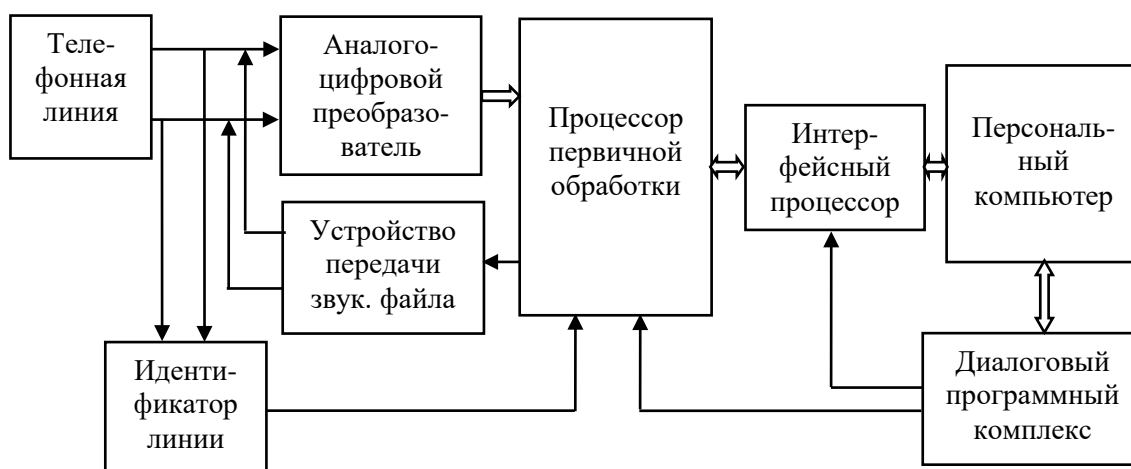 Теле-
фонная
линия
Аналого-
цифровой
преобразо-
ватель
Процессор
первичной
обработки
Интер-
фейсный
процессор
Персональ-
ный
компьютер
Устройство
передачи
звук. файла
Иденти-
фикатор
линии
Диалоговый
программный
комплекс